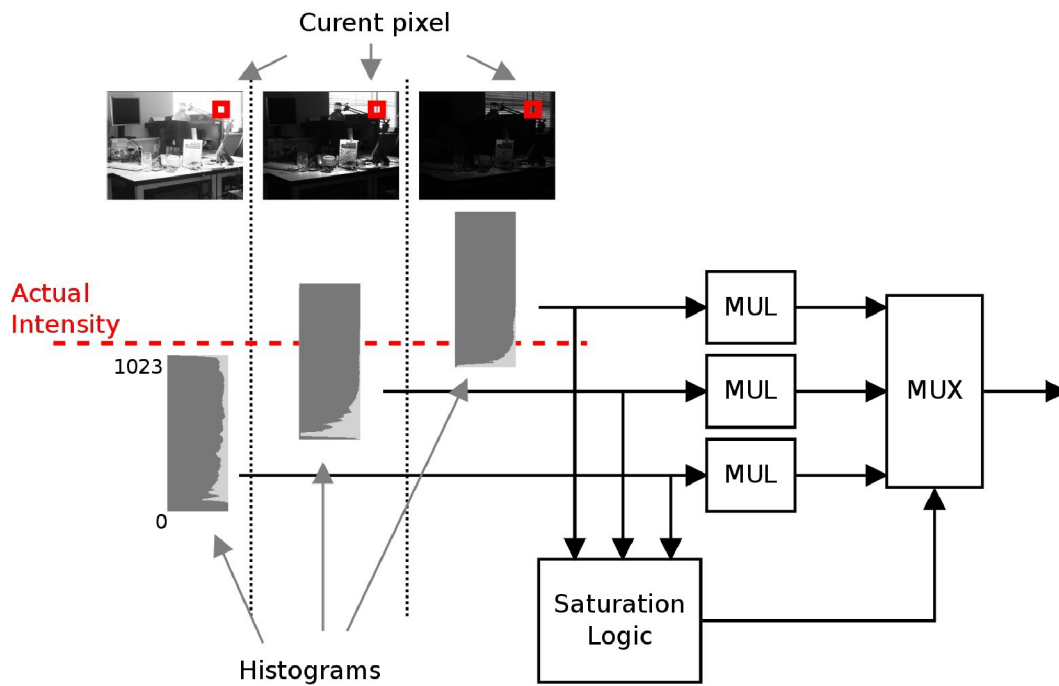 Curent pixel
Actual
Intensity
1023
0
Histograms
MUL
MUL
MUL
MUX
Saturation
Logic